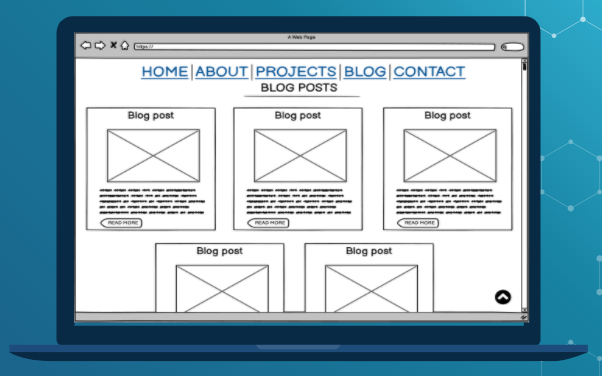 A Web Page
https://
HOME ABOUT PROJECTS BLOG CONTACT
BLOG POSTS
Blog post Blog post Blog post
READ MORE READ MORE READ MORE
Blog post Blog post